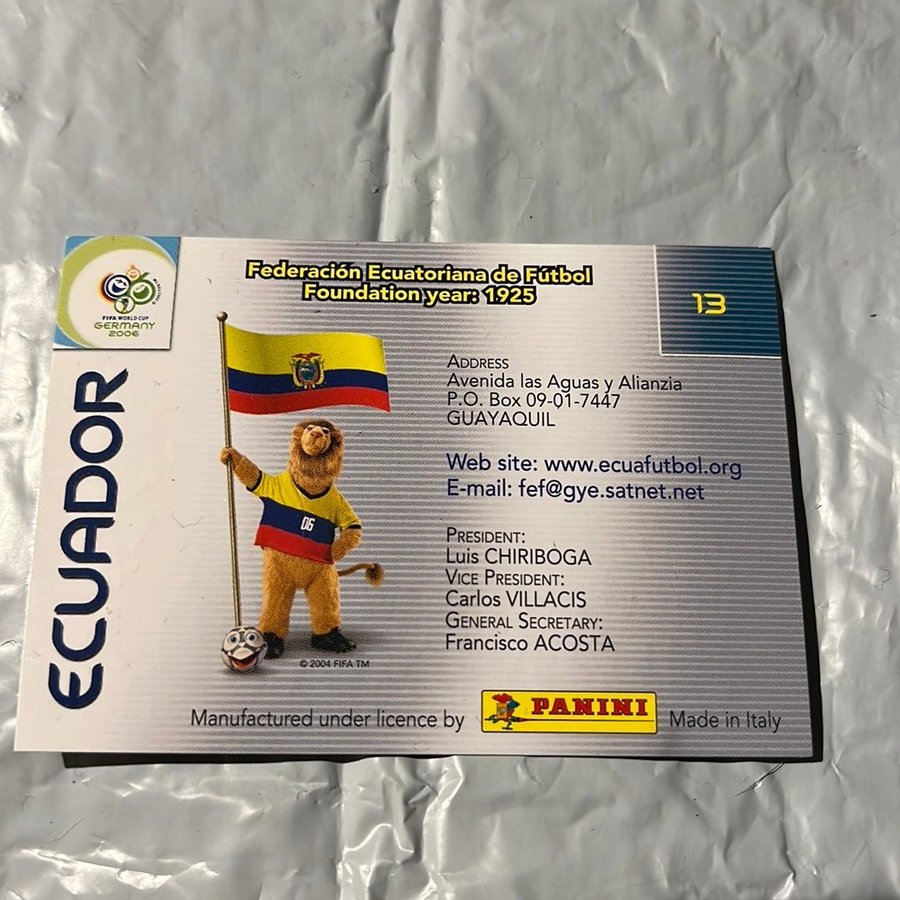 Federación Ecuatoriana de Fútbol
Foundation year: 1925
13
FIFA WORLD CUP
GERMANY
2006
ECUADOR
ADDRESS
Avenida las Aguas y Alianzia
P.O. Box 09-01-7447
GUAYAQUIL
Web site: www.ecuafutbol.org
E-mail: fef@gye.satnet.net
06
PRESIDENT:
Luis CHIRIBOGA
VICE PRESIDENT:
Carlos VILLACIS
GENERAL SECRETARY:
Francisco ACOSTA
© 2004 FIFA TM
Manufactured under licence by PANINI Made in Italy